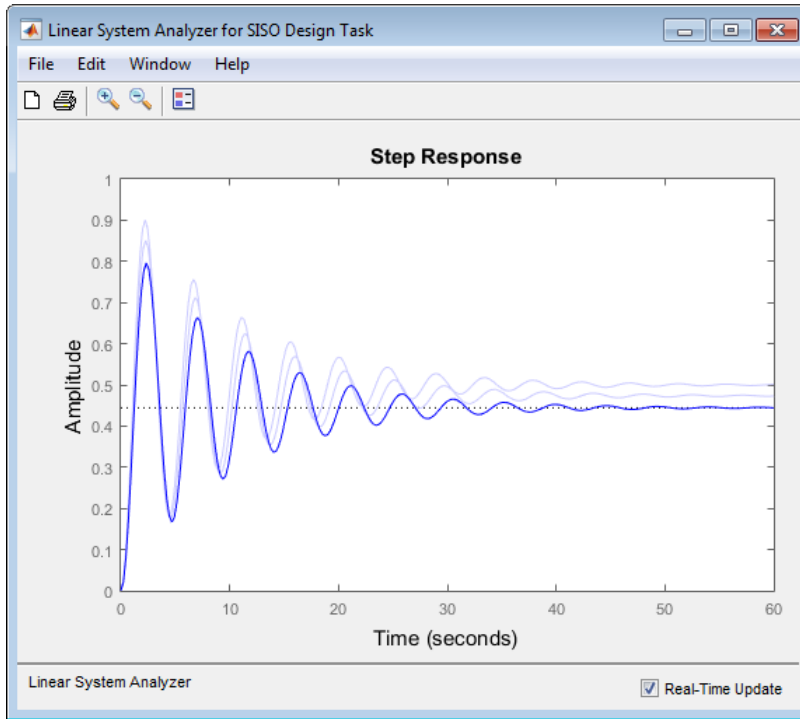 Linear System Analyzer for SISO Design Task
File Edit Window Help
Step Response
1
0.9
0.8
0.7
0.6
0.5
0.4
0.3
0.2
0.1
0
Amplitude
0 10 20 30 40 50 60
Time (seconds)
Linear System Analyzer
Real-Time Update